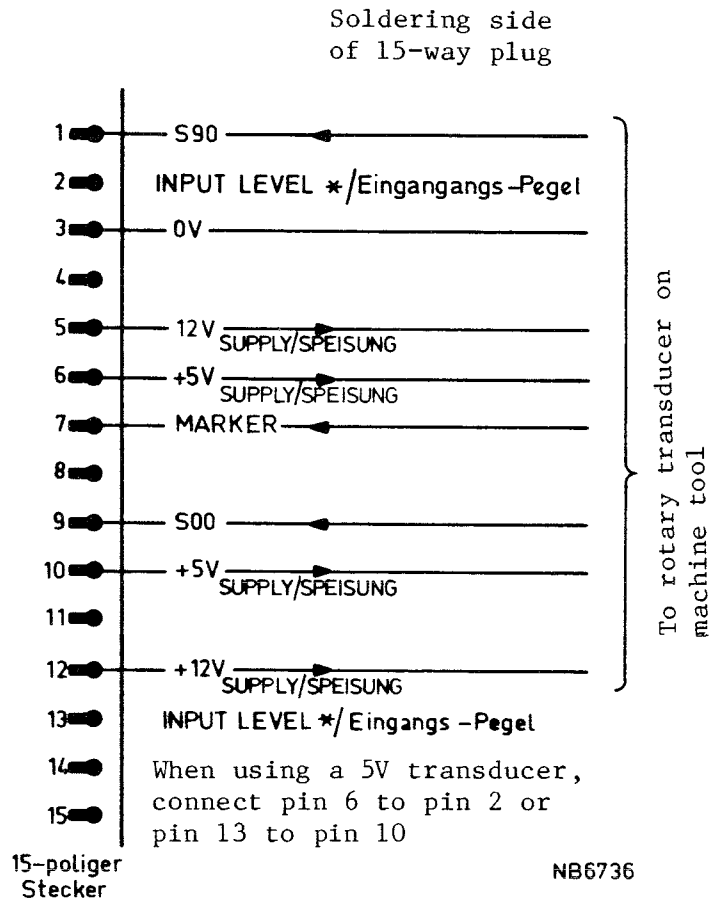 Soldering side
of 15-way plug
1 S90
2 INPUT LEVEL */Eingangangs-Pegel
3 0V
4
5 12V
SUPPLY/SPEISUNG
6 +5V
SUPPLY/SPEISUNG
7 MARKER
8
9 S00
10 +5V
SUPPLY/SPEISUNG
11
12 +12V
SUPPLY/SPEISUNG
13 INPUT LEVEL */Eingangs-Pegel
14
15
When using a 5V transducer,
connect pin 6 to pin 2 or
pin 13 to pin 10
To rotary transducer on
machine tool
15-poliger
Stecker
NB6736